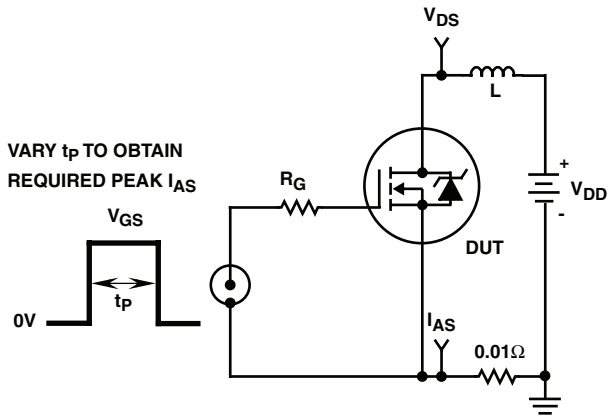 V_DS
L
VARY t_P TO OBTAIN
REQUIRED PEAK I_AS
R_G
+
V_DD
-
V_GS
DUT
t_P
0V
I_AS
0.01Ω